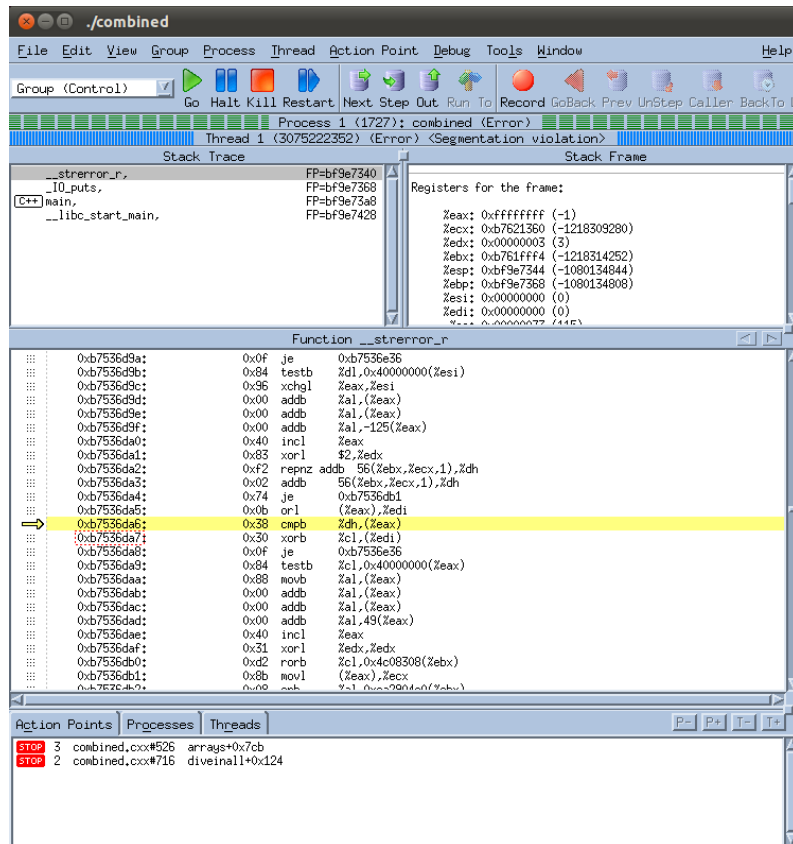 ./combined
File Edit View Group Process Thread Action Point Debug Tools Window Help
Group (Control)
Go Halt Kill Restart Next Step Out Run To Record GoBack Prev UnStep Caller BackTo
Process 1 (1727): combined (Error)
Thread 1 (3075222352) (Error) <Segmentation violation>
Stack Trace
__strerror_r, FP=bf9e7340
_IO_puts, FP=bf9e7368
C++ main, FP=bf9e73a8
__libc_start_main, FP=bf9e7428
Stack Frame
Registers for the frame:
%eax: 0xffffffff (-1)
%ecx: 0xb7621360 (-1218309280)
%edx: 0x00000003 (3)
%ebx: 0xb761fff4 (-1218314252)
%esp: 0xbf9e7344 (-1080134844)
%ebp: 0xbf9e7368 (-1080134808)
%esi: 0x00000000 (0)
%edi: 0x00000000 (0)
Function __strerror_r
0xb7536d9a: 0x0f je 0xb7536e36
0xb7536d9b: 0x84 testb %dl,0x40000000(%esi)
0xb7536d9c: 0x96 xchgl %eax,%esi
0xb7536d9d: 0x00 addb %al,(%eax)
0xb7536d9e: 0x00 addb %al,(%eax)
0xb7536d9f: 0x00 addb %al,-125(%eax)
0xb7536da0: 0x40 incl %eax
0xb7536da1: 0x83 xorl $2,%edx
0xb7536da2: 0xf2 repnz addb 56(%ebx,%ecx,1),%dh
0xb7536da3: 0x02 addb 56(%ebx,%ecx,1),%dh
0xb7536da4: 0x74 je 0xb7536db1
0xb7536da5: 0x0b orl (%eax),%edi
0xb7536da6: 0x38 cmpb %dh,(%eax)
0xb7536da7: 0x30 xorb %cl,(%edi)
0xb7536da8: 0x0f je 0xb7536e36
0xb7536da9: 0x84 testb %cl,0x40000000(%eax)
0xb7536daa: 0x88 movb %al,(%eax)
0xb7536dab: 0x00 addb %al,(%eax)
0xb7536dac: 0x00 addb %al,(%eax)
0xb7536dad: 0x00 addb %al,49(%eax)
0xb7536dae: 0x40 incl %eax
0xb7536daf: 0x31 xorl %edx,%edx
0xb7536db0: 0xd2 rorb %cl,0x4c08308(%ebx)
0xb7536db1: 0x8b movl (%eax),%ecx
Action Points Processes Threads P- P+ T- T+
STOP 3 combined.cxx#526 arrays+0x7cb
STOP 2 combined.cxx#716 diveinall+0x124